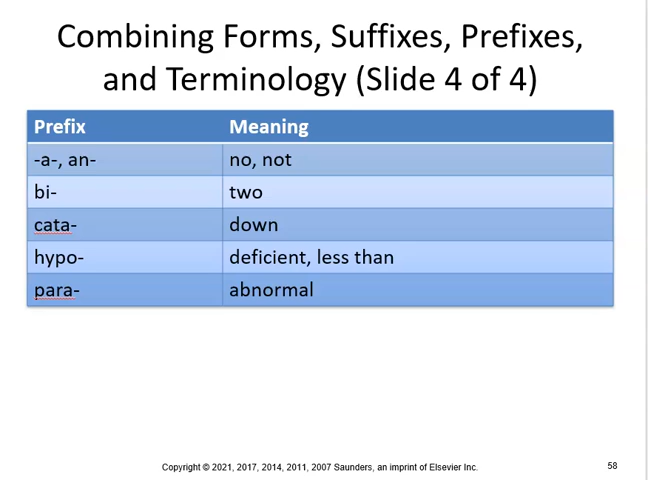 Combining Forms, Suffixes, Prefixes,
and Terminology (Slide 4 of 4)
Prefix Meaning
-a-, an- no, not
bi- two
cata- down
hypo- deficient, less than
para- abnormal
Copyright © 2021, 2017, 2014, 2011, 2007 Saunders, an imprint of Elsevier Inc. 58